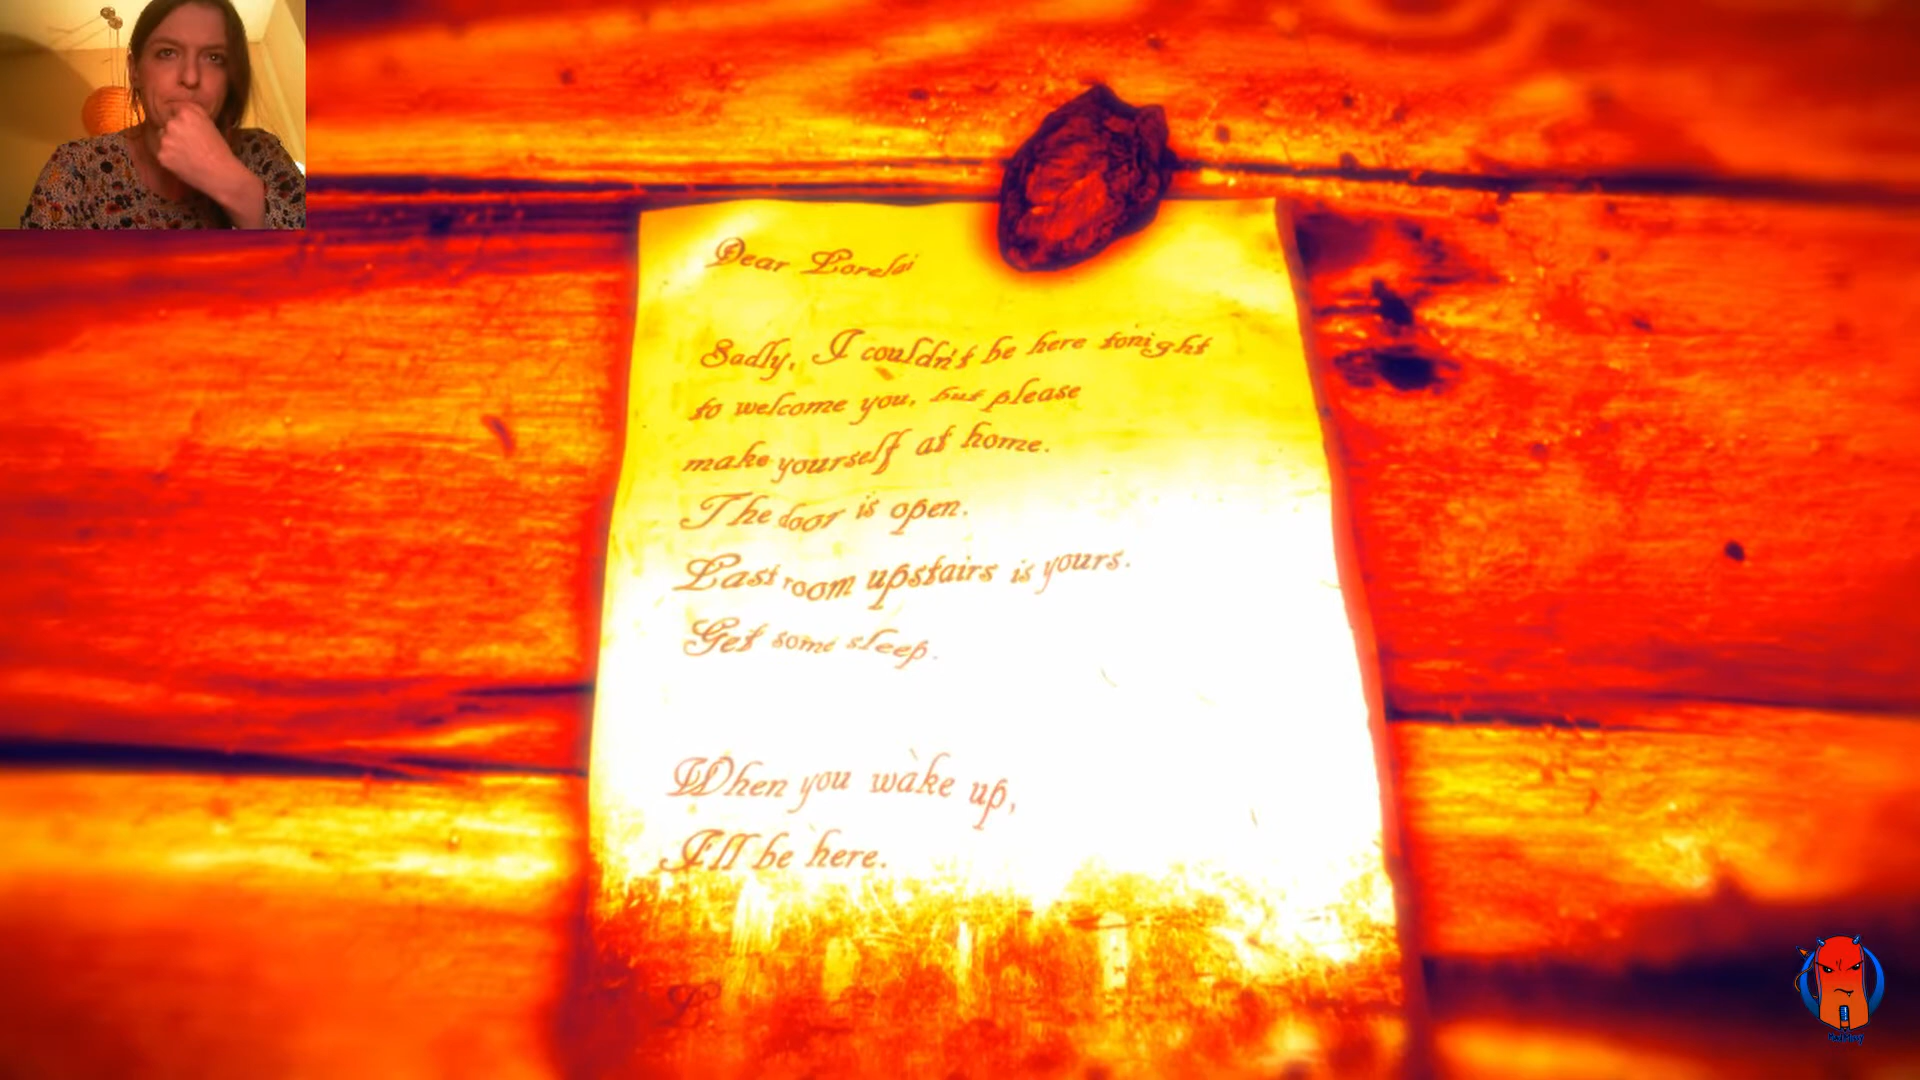 Dear Lorelai
Sadly, I couldn't be here tonight
to welcome you, but please
make yourself at home.
The door is open.
Last room upstairs is yours.
Get some sleep.
When you wake up,
I'll be here.
L.